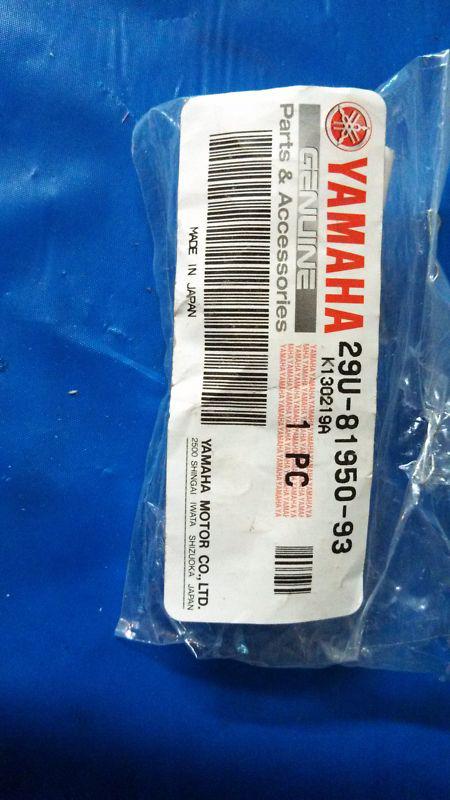 YAMAHA
GENUINE
Parts & Accessories
29U-81950-93
K130219A
1 PC
MADE IN JAPAN
YAMAHA MOTOR CO.,LTD.
2500 SHINGAI IWATA SHIZUOKA JAPAN